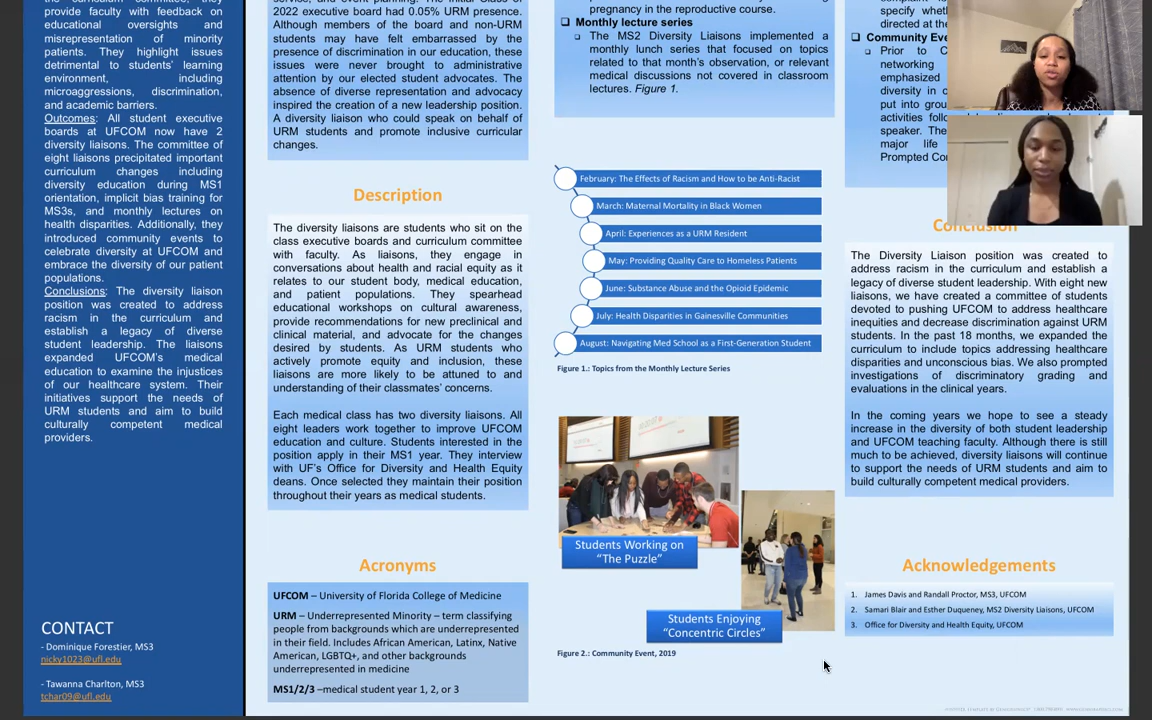 the curriculum committee, they
provide faculty with feedback on
educational oversights and
misrepresentation of minority
patients. They highlight issues
detrimental to students' learning
environment, including
microaggressions, discrimination,
and academic barriers.
Outcomes: All student executive
boards at UFCOM now have 2
diversity liaisons. The committee of
eight liaisons precipitated important
curriculum changes including
diversity education during MS1
orientation, implicit bias training for
MS3s, and monthly lectures on
health disparities. Additionally, they
introduced community events to
celebrate diversity at UFCOM and
embrace the diversity of our patient
populations.
Conclusions: The diversity liaison
position was created to address
racism in the curriculum and
establish a legacy of diverse
student leadership. The liaisons
expanded UFCOM's medical
education to examine the injustices
of our healthcare system. Their
initiatives support the needs of
URM students and aim to build
culturally competent medical
providers.
CONTACT
- Dominique Forestier, MS3
nicky1023@ufl.edu
- Tawanna Charlton, MS3
tchar09@ufl.edu
service, and event planning. The initial class of
2022 executive board had 0.05% URM presence.
Although members of the board and non-URM
students may have felt embarrassed by the
presence of discrimination in our education, these
issues were never brought to administrative
attention by our elected student advocates. The
absence of diverse representation and advocacy
inspired the creation of a new leadership position.
A diversity liaison who could speak on behalf of
URM students and promote inclusive curricular
changes.
Description
The diversity liaisons are students who sit on the
class executive boards and curriculum committee
with faculty. As liaisons, they engage in
conversations about health and racial equity as it
relates to our student body, medical education,
and patient populations. They spearhead
educational workshops on cultural awareness,
provide recommendations for new preclinical and
clinical material, and advocate for the changes
desired by students. As URM students who
actively promote equity and inclusion, these
liaisons are more likely to be attuned to and
understanding of their classmates' concerns.
Each medical class has two diversity liaisons. All
eight leaders work together to improve UFCOM
education and culture. Students interested in the
position apply in their MS1 year. They interview
with UF's Office for Diversity and Health Equity
deans. Once selected they maintain their position
throughout their years as medical students.
Acronyms
UFCOM – University of Florida College of Medicine
URM – Underrepresented Minority – term classifying
people from backgrounds which are underrepresented
in their field. Includes African American, Latinx, Native
American, LGBTQ+, and other backgrounds
underrepresented in medicine
MS1/2/3 –medical student year 1, 2, or 3
pregnancy in the reproductive course.
❑ Monthly lecture series
▫ The MS2 Diversity Liaisons implemented a
monthly lunch series that focused on topics
related to that month's observation, or relevant
medical discussions not covered in classroom
lectures. Figure 1.
February: The Effects of Racism and How to be Anti-Racist
March: Maternal Mortality in Black Women
April: Experiences as a URM Resident
May: Providing Quality Care to Homeless Patients
June: Substance Abuse and the Opioid Epidemic
July: Health Disparities in Gainesville Communities
August: Navigating Med School as a First-Generation Student
Figure 1.: Topics from the Monthly Lecture Series
Students Working on
"The Puzzle"
Students Enjoying
"Concentric Circles"
Figure 2.: Community Event, 2019
specify
directed at the
❑ Community
▫ Prior to
networking
emphasized
diversity in
put into
activities
speaker. The
major life
Prompted
Conclusion
The Diversity Liaison position was created to
address racism in the curriculum and establish a
legacy of diverse student leadership. With eight new
liaisons, we have created a committee of students
devoted to pushing UFCOM to address healthcare
inequities and decrease discrimination against URM
students. In the past 18 months, we expanded the
curriculum to include topics addressing healthcare
disparities and unconscious bias. We also prompted
investigations of discriminatory grading and
evaluations in the clinical years.
In the coming years we hope to see a steady
increase in the diversity of both student leadership
and UFCOM teaching faculty. Although there is still
much to be achieved, diversity liaisons will continue
to support the needs of URM students and aim to
build culturally competent medical providers.
Acknowledgements
1. James Davis and Randall Proctor, MS3, UFCOM
2. Samari Blair and Esther Duqueney, MS2 Diversity Liaisons, UFCOM
3. Office for Diversity and Health Equity, UFCOM